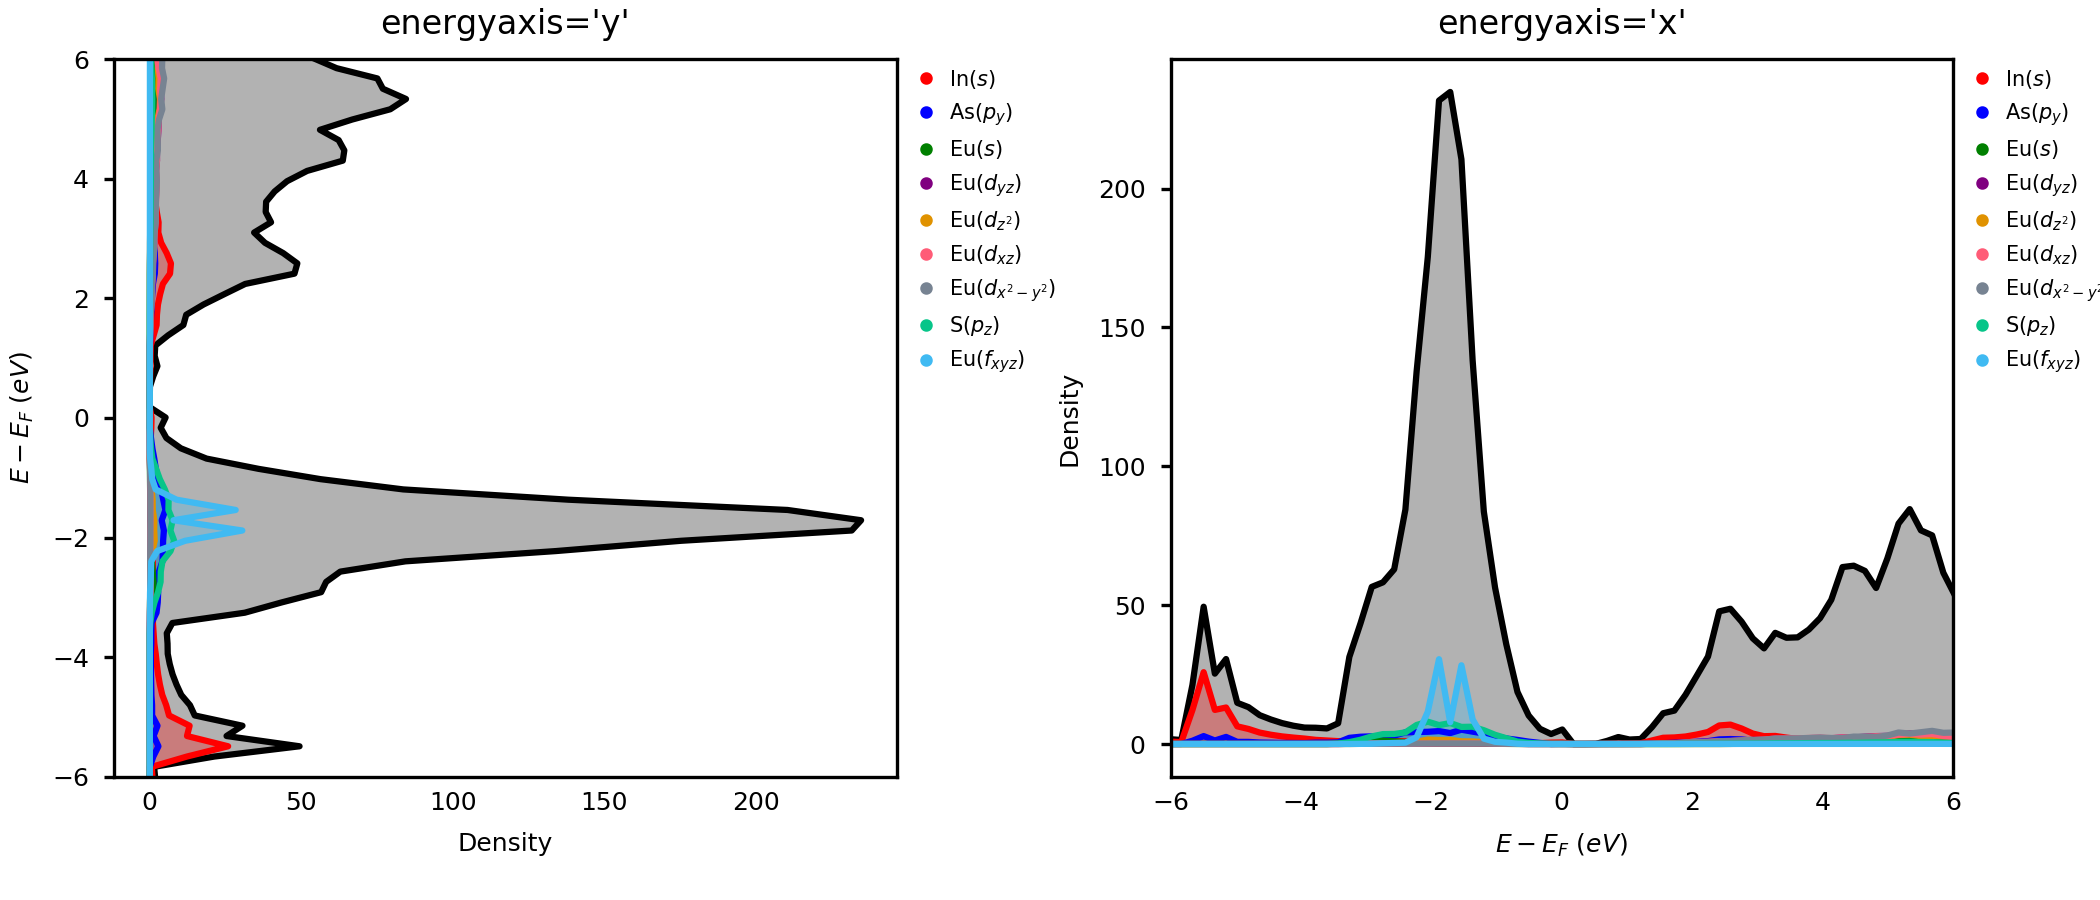 energyaxis='y'
6
4
2
0
−2
−4
−6
E − E_F (eV)
0 50 100 150 200
Density
In(s)
As(p_y)
Eu(s)
Eu(d_yz)
Eu(d_z²)
Eu(d_xz)
Eu(d_x²−y²)
S(p_z)
Eu(f_xyz)
energyaxis='x'
200
150
100
50
0
Density
−6 −4 −2 0 2 4 6
E − E_F (eV)
In(s)
As(p_y)
Eu(s)
Eu(d_yz)
Eu(d_z²)
Eu(d_xz)
Eu(d_x²−y²
S(p_z)
Eu(f_xyz)